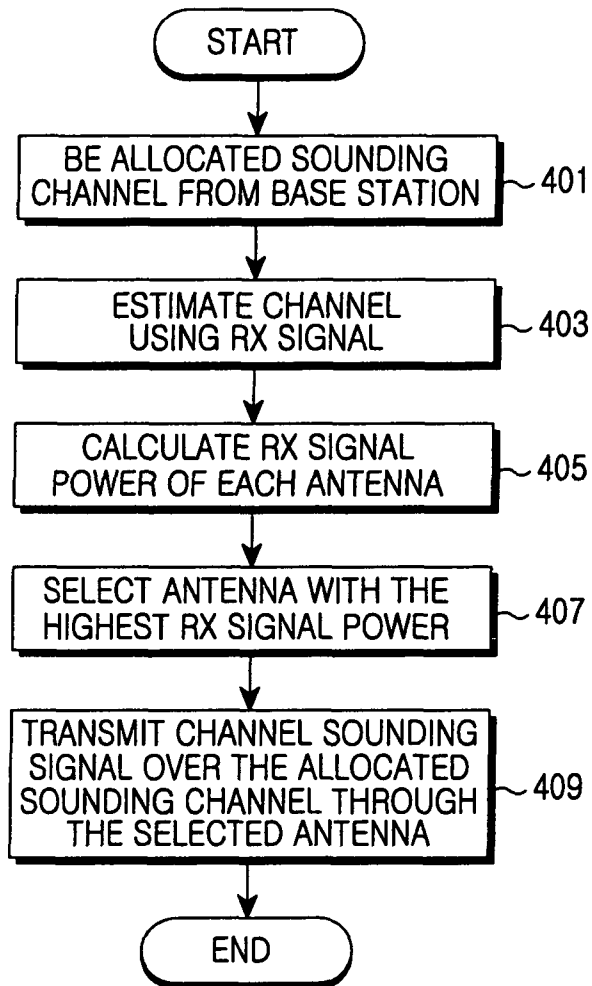 START
BE ALLOCATED SOUNDING
CHANNEL FROM BASE STATION
401
ESTIMATE CHANNEL
USING RX SIGNAL
403
CALCULATE RX SIGNAL
POWER OF EACH ANTENNA
405
SELECT ANTENNA WITH THE
HIGHEST RX SIGNAL POWER
407
TRANSMIT CHANNEL SOUNDING
SIGNAL OVER THE ALLOCATED
SOUNDING CHANNEL THROUGH
THE SELECTED ANTENNA
409
END